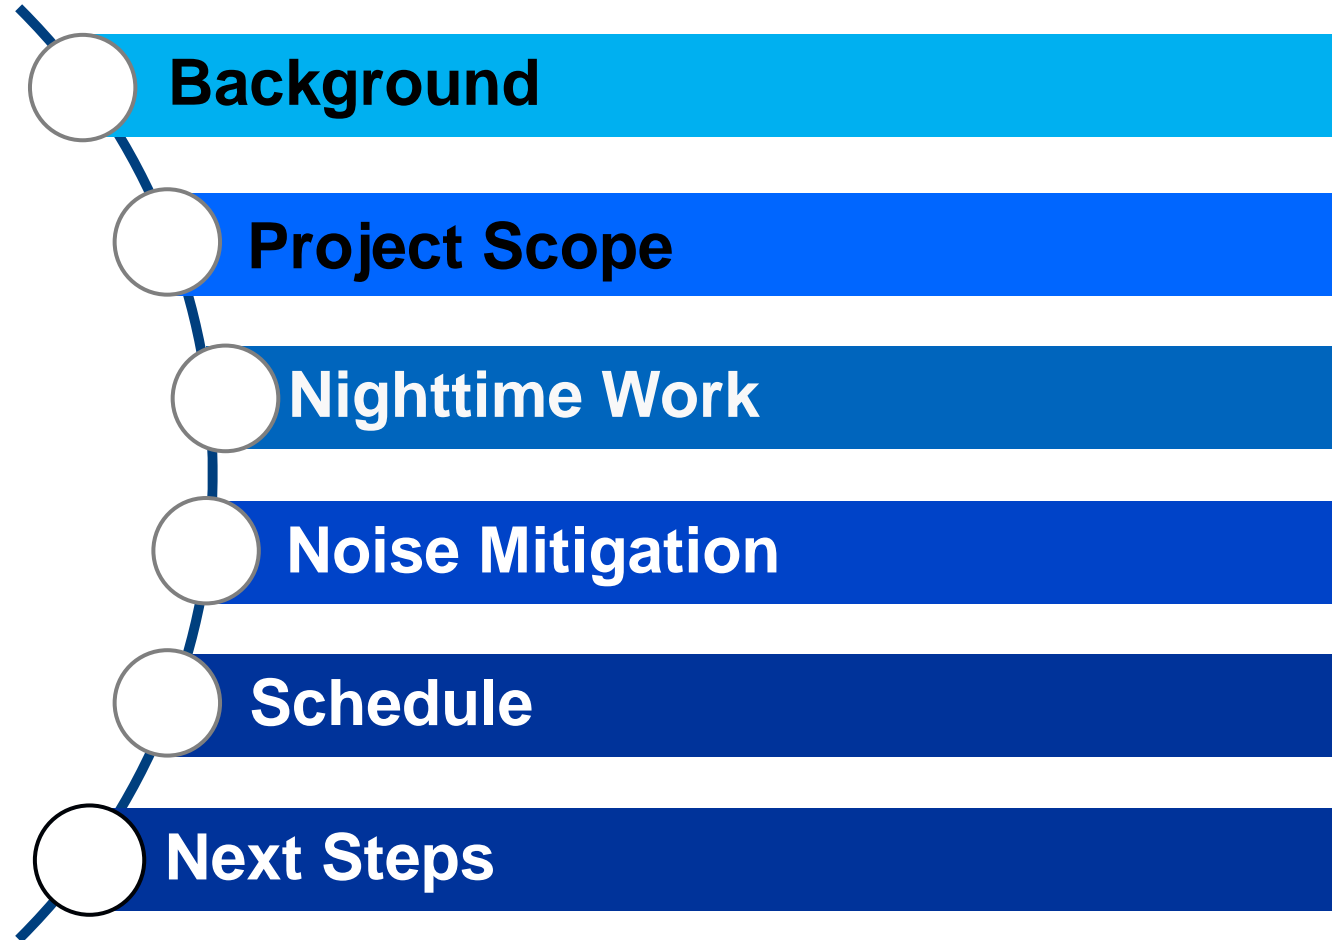 Background
Project Scope
Nighttime Work
Noise Mitigation
Schedule
Next Steps